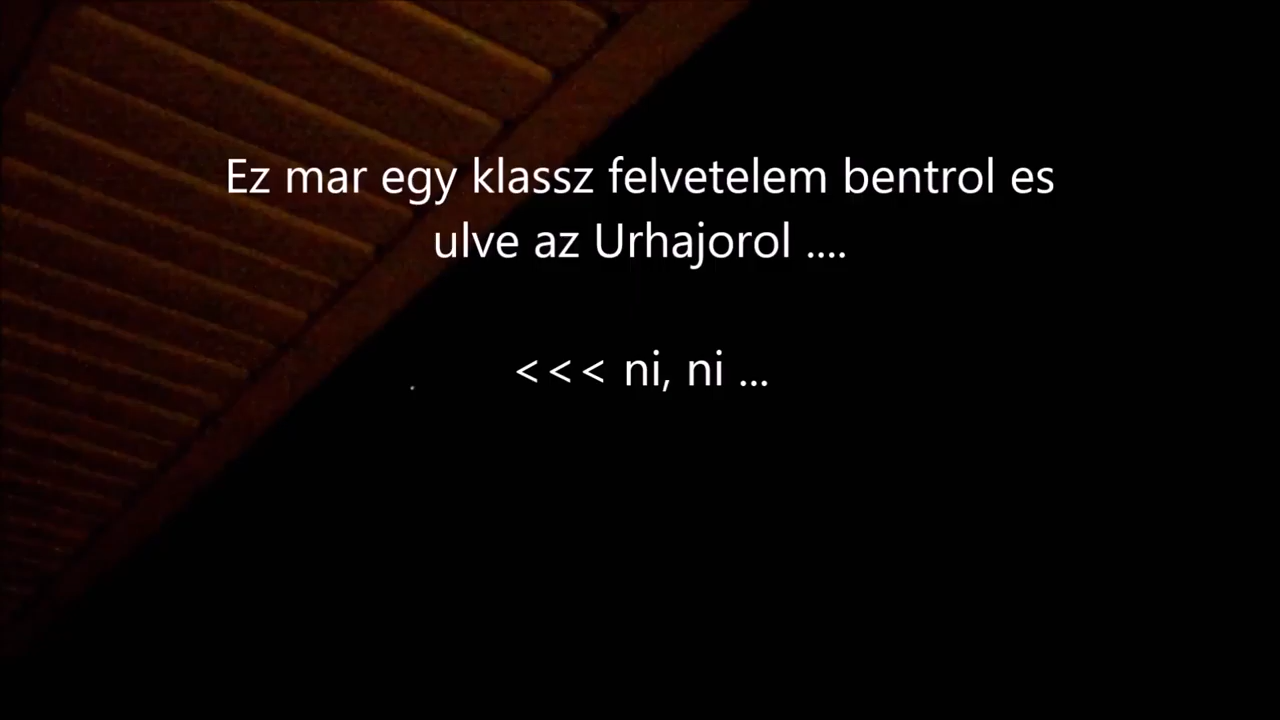 Ez mar egy klassz felvetelem bentrol es
ulve az Urhajorol ....
<<< ni, ni ...